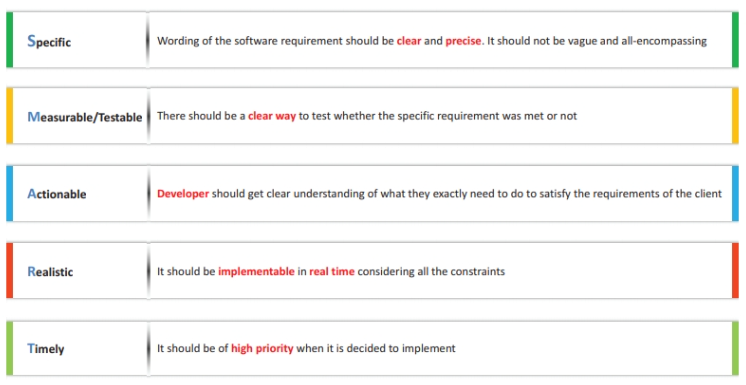 Specific
Wording of the software requirement should be clear and precise. It should not be vague and all-encompassing
Measurable/Testable
There should be a clear way to test whether the specific requirement was met or not
Actionable
Developer should get clear understanding of what they exactly need to do to satisfy the requirements of the client
Realistic
It should be implementable in real time considering all the constraints
Timely
It should be of high priority when it is decided to implement